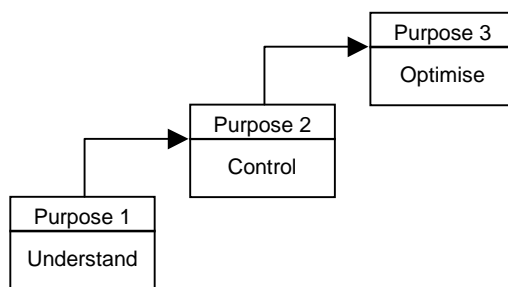 Purpose 3
Optimise
Purpose 2
Control
Purpose 1
Understand